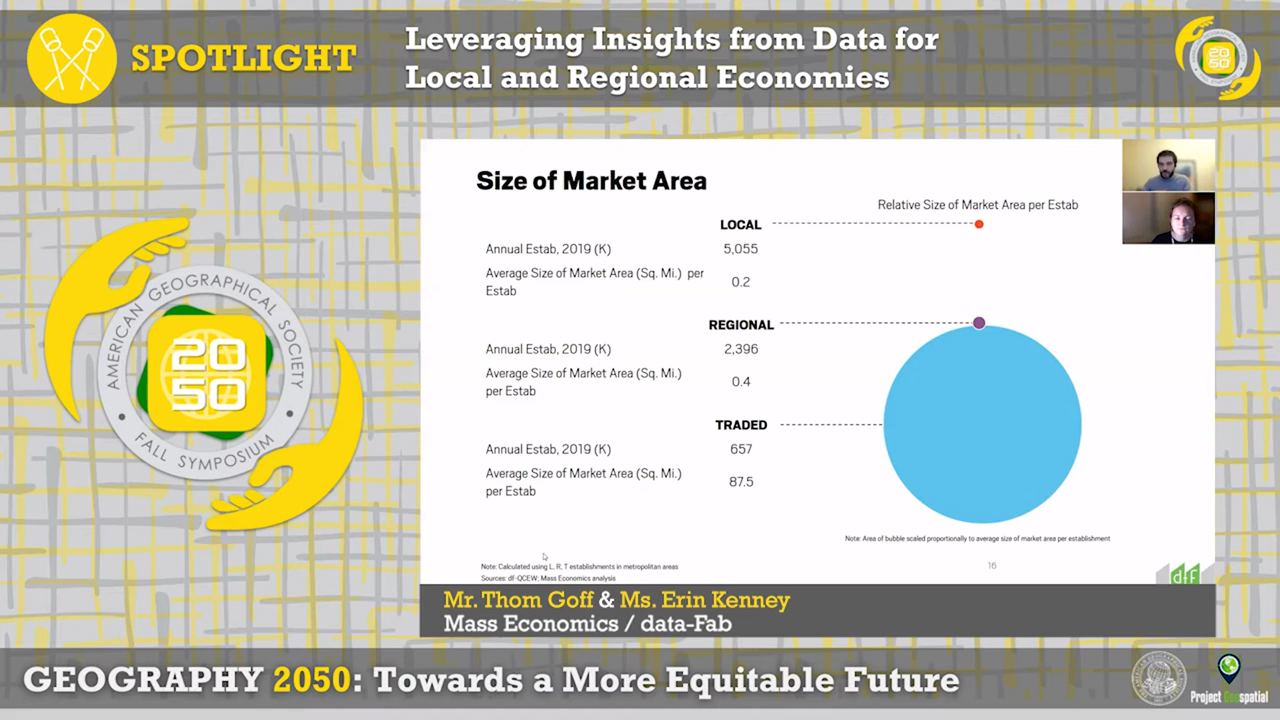 SPOTLIGHT
Leveraging Insights from Data for
Local and Regional Economies
20
50
AMERICAN GEOGRAPHICAL SOCIETY
20
50
FALL SYMPOSIUM
Size of Market Area
Relative Size of Market Area per Estab
LOCAL
Annual Estab, 2019 (K) 5,055
Average Size of Market Area (Sq. Mi.) per
Estab
0.2
REGIONAL
Annual Estab, 2019 (K) 2,396
Average Size of Market Area (Sq. Mi.)
per Estab
0.4
TRADED
Annual Estab, 2019 (K) 657
Average Size of Market Area (Sq. Mi.)
per Estab
87.5
Note: Area of bubble scaled proportionally to average size of market area per establishment
Note: Calculated using L, R, T establishments in metropolitan areas
Sources: df-QCEW; Mass Economics analysis
16
df
Mr. Thom Goff & Ms. Erin Kenney
Mass Economics / data-Fab
GEOGRAPHY 2050: Towards a More Equitable Future
Project Geospatial